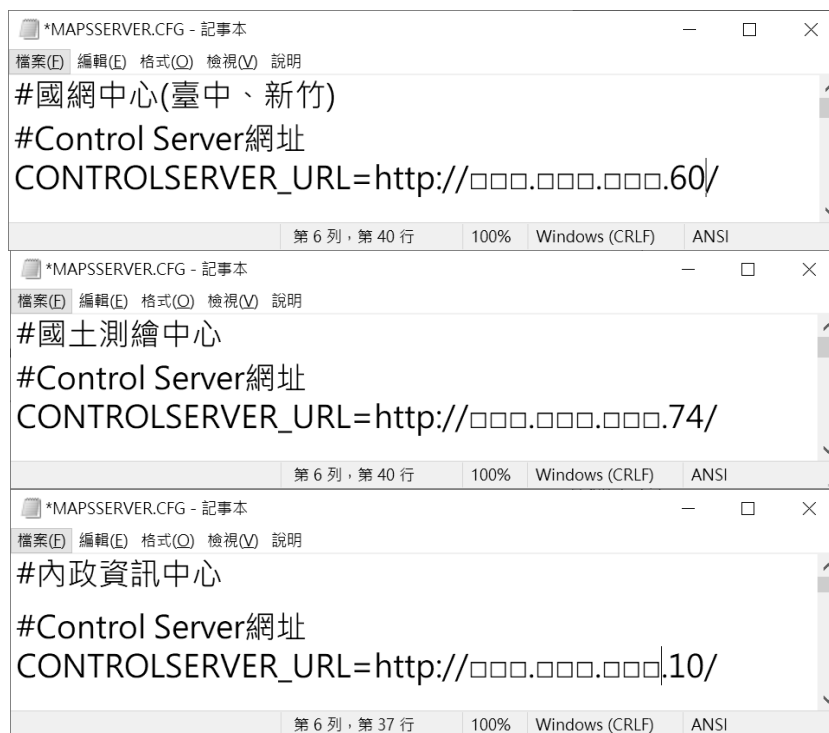 *MAPSSERVER.CFG - 記事本
檔案(F) 編輯(E) 格式(O) 檢視(V) 說明
#國網中心(臺中、新竹)
#Control Server網址
CONTROLSERVER_URL=http://□□□.□□□.□□□.60/
第 6 列，第 40 行 100% Windows (CRLF) ANSI
*MAPSSERVER.CFG - 記事本
檔案(F) 編輯(E) 格式(O) 檢視(V) 說明
#國土測繪中心
#Control Server網址
CONTROLSERVER_URL=http://□□□.□□□.□□□.74/
第 6 列，第 40 行 100% Windows (CRLF) ANSI
*MAPSSERVER.CFG - 記事本
檔案(F) 編輯(E) 格式(O) 檢視(V) 說明
#內政資訊中心
#Control Server網址
CONTROLSERVER_URL=http://□□□.□□□.□□□.10/
第 6 列，第 37 行 100% Windows (CRLF) ANSI